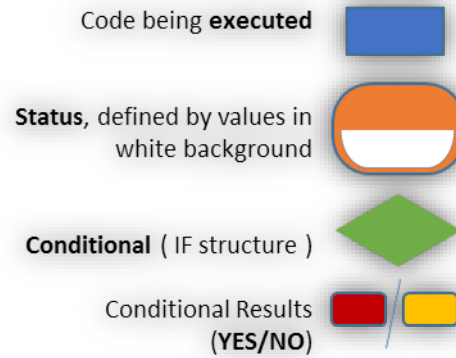 Code being executed
Status, defined by values in
white background
Conditional ( IF structure )
Conditional Results
(YES/NO)